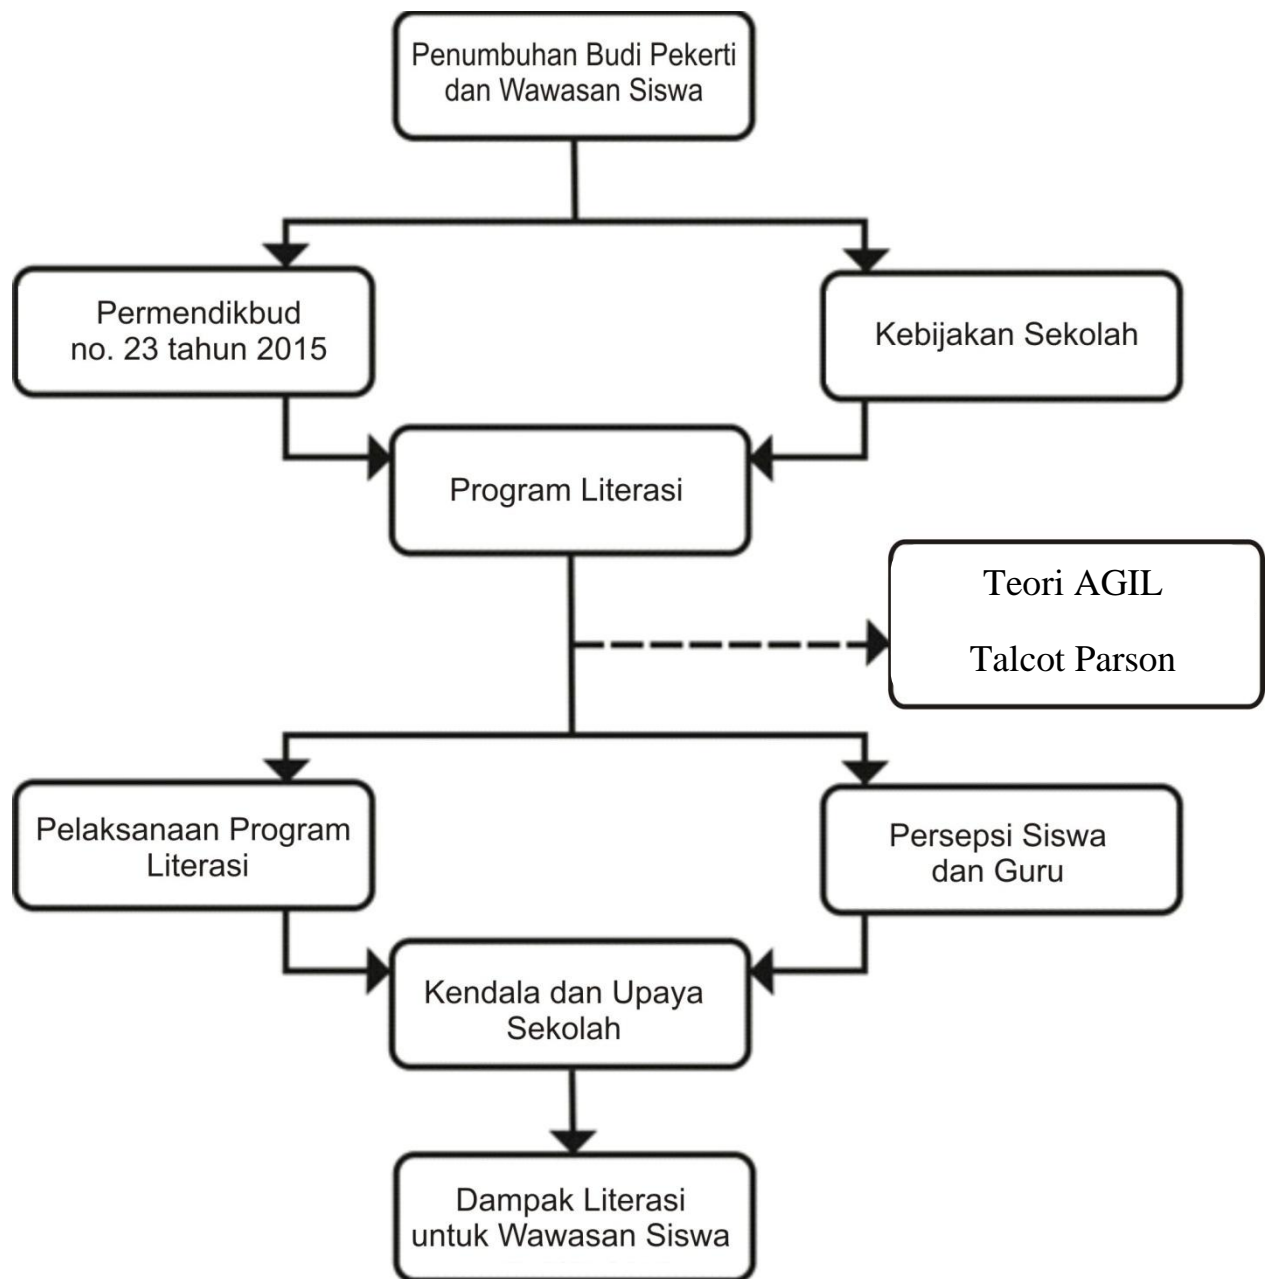 Penumbuhan Budi Pekerti
dan Wawasan Siswa
Permendikbud
no. 23 tahun 2015
Kebijakan Sekolah
Program Literasi
Teori AGIL
Talcot Parson
Pelaksanaan Program
Literasi
Persepsi Siswa
dan Guru
Kendala dan Upaya
Sekolah
Dampak Literasi
untuk Wawasan Siswa